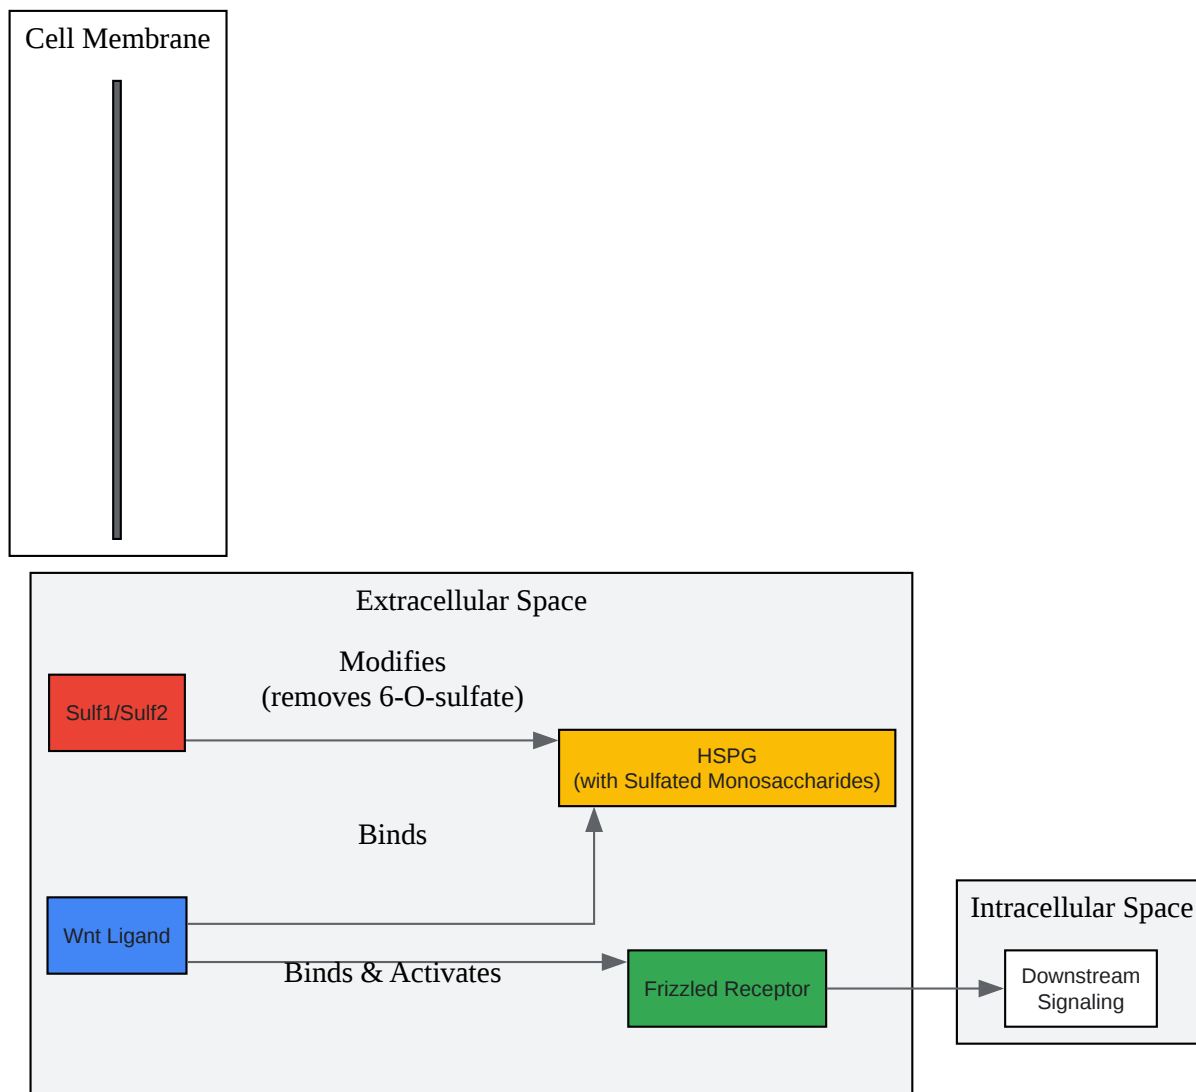 Cell Membrane
Extracellular Space
Modifies
(removes 6-O-sulfate)
Sulf1/Sulf2
HSPG
(with Sulfated Monosaccharides)
Binds
Wnt Ligand
Binds & Activates
Frizzled Receptor
Intracellular Space
Downstream
Signaling